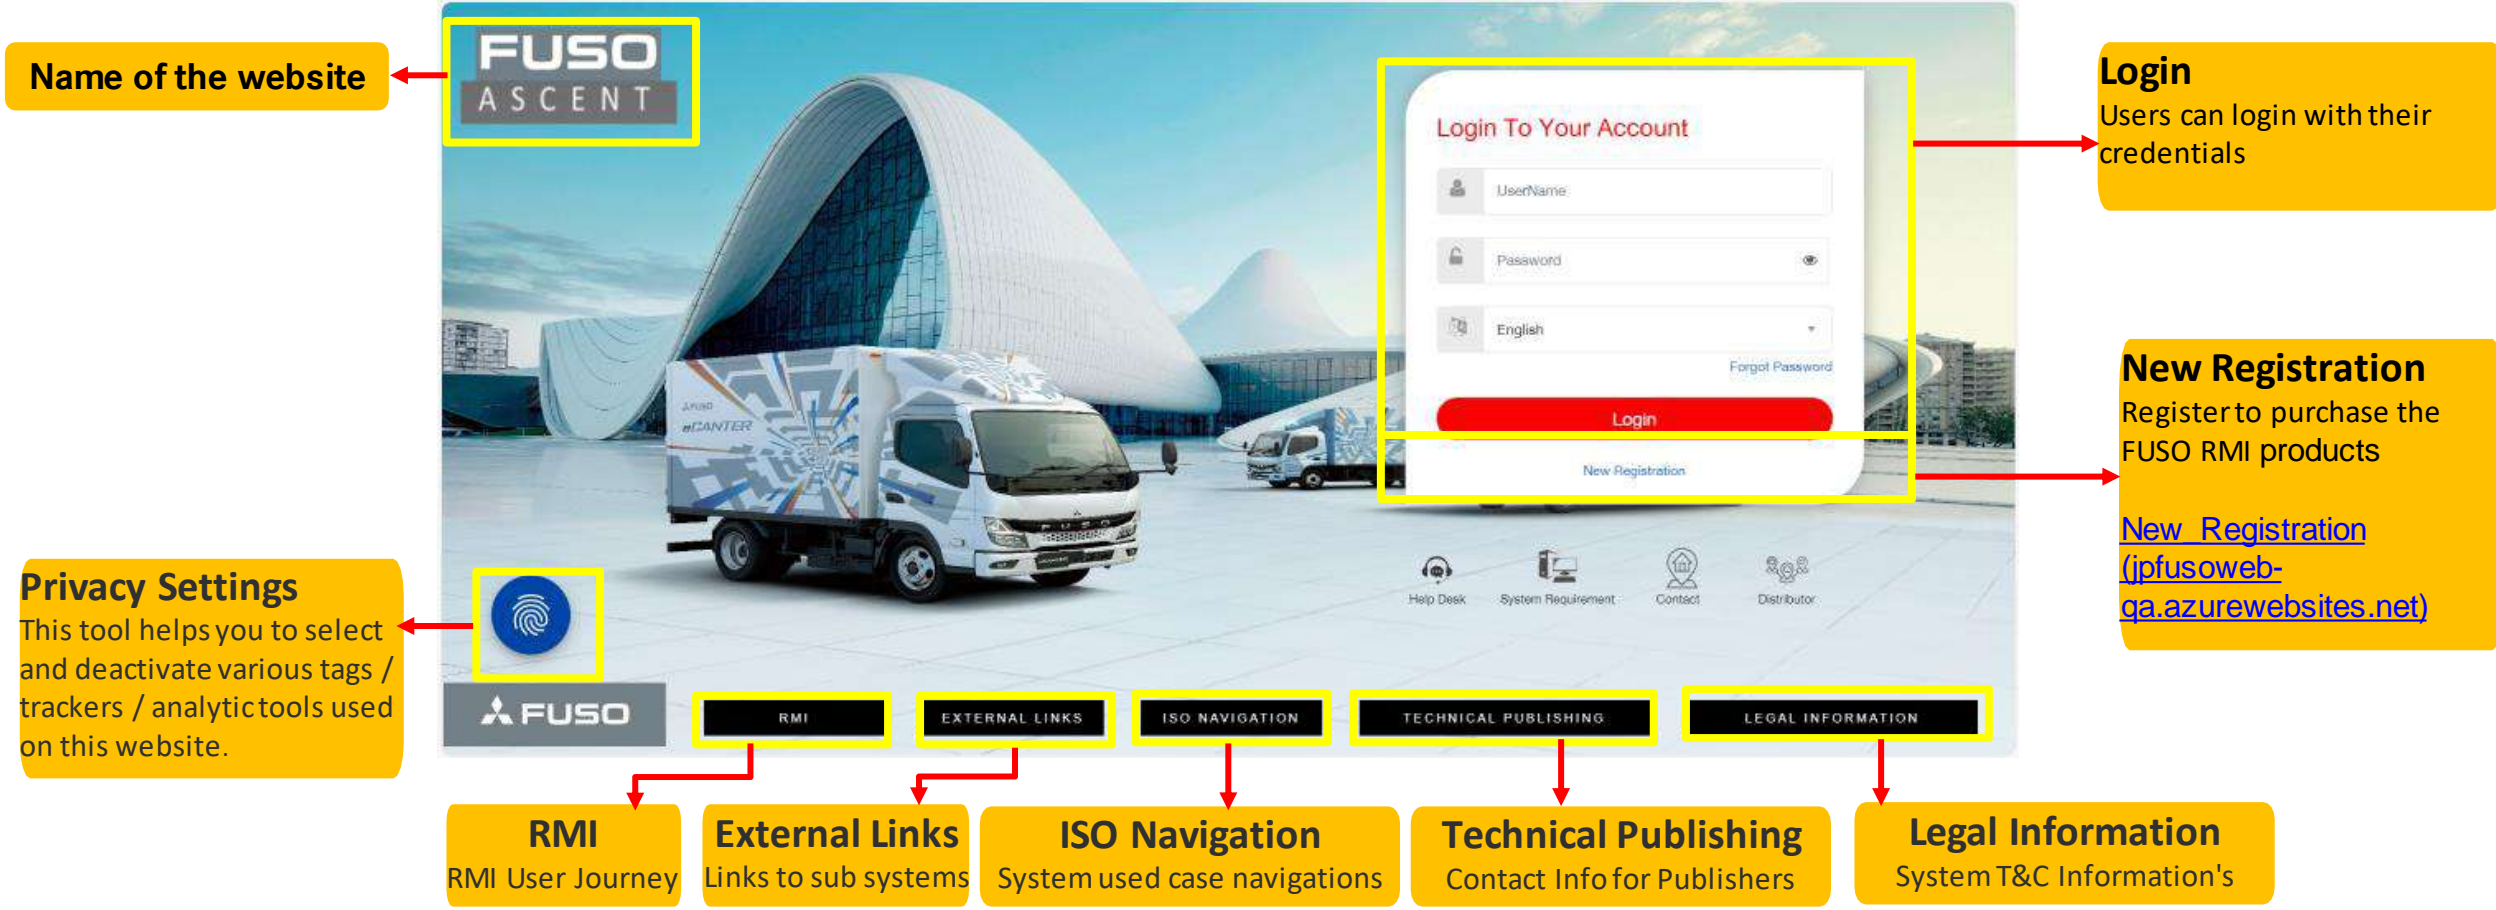 Name of the website
FUSO
ASCENT
Login To Your Account
UserName
Password
English
Forgot Password
Login
New Registration
Login
Users can login with their
credentials
New Registration
Register to purchase the
FUSO RMI products
New_Registration
(jpfusoweb-
qa.azurewebsites.net)
FUSO
eCANTER
FUSO
Help Desk
System Requirement
Contact
Distributor
Privacy Settings
This tool helps you to select
and deactivate various tags /
trackers / analytic tools used
on this website.
FUSO
RMI
EXTERNAL LINKS
ISO NAVIGATION
TECHNICAL PUBLISHING
LEGAL INFORMATION
RMI
RMI User Journey
External Links
Links to sub systems
ISO Navigation
System used case navigations
Technical Publishing
Contact Info for Publishers
Legal Information
System T&C Information's